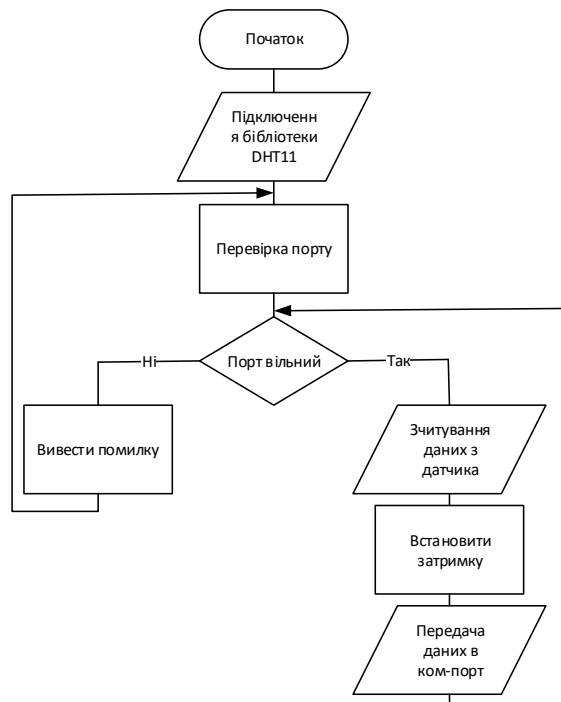 Початок
Підключенн
я бібліотеки
DHT11
Перевірка порту
Порт вільний
Ні
Так
Вивести помилку
Зчитування
даних з
датчика
Встановити
затримку
Передача
даних в
ком-порт